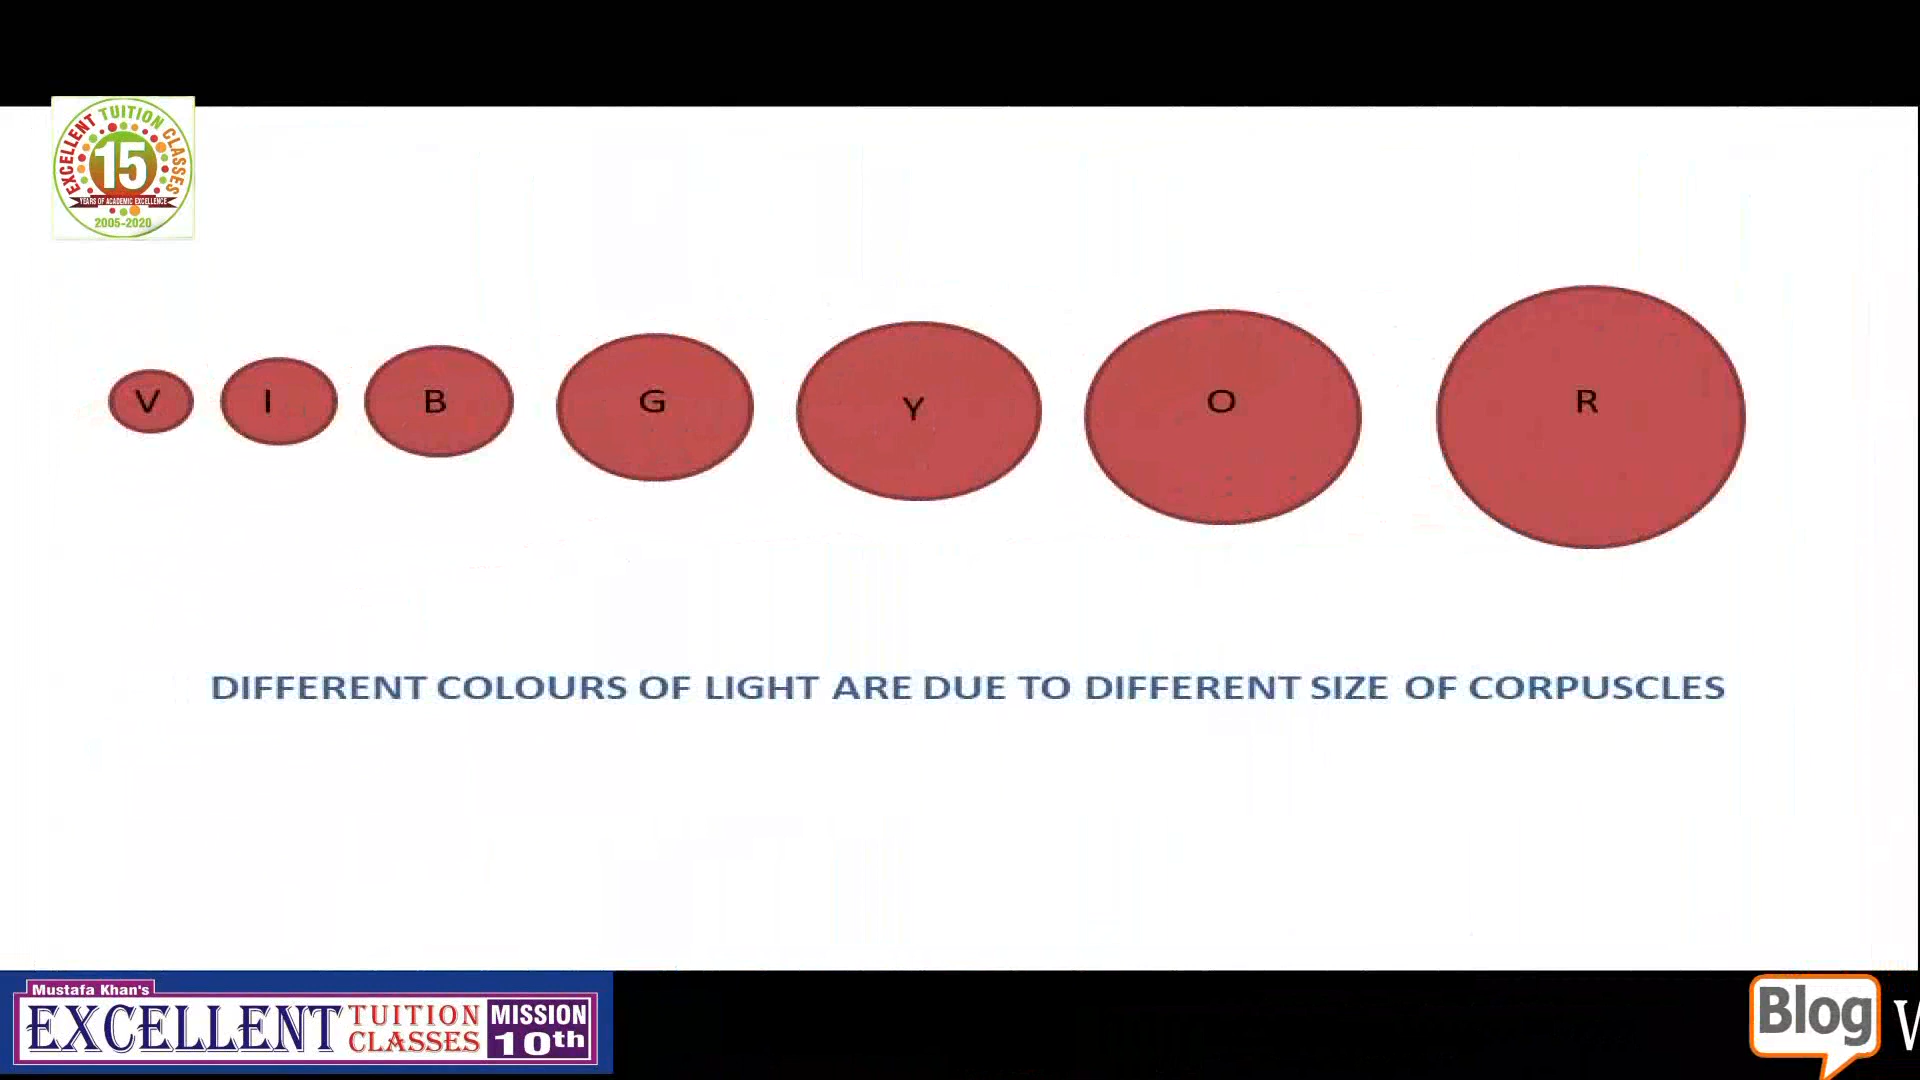 EXCELLENT TUITION CLASSES
15
YEARS OF ACADEMIC EXCELLENCE
2005-2020
V I B G Y O R
DIFFERENT COLOURS OF LIGHT ARE DUE TO DIFFERENT SIZE OF CORPUSCLES
Mustafa Khan's
EXCELLENT TUITION CLASSES MISSION 10th
Blog